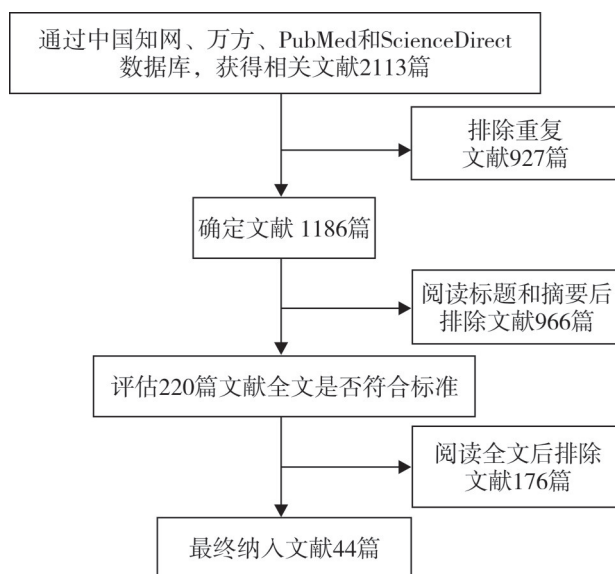 通过中国知网、万方、PubMed和ScienceDirect
数据库，获得相关文献2113篇
排除重复
文献927篇
确定文献 1186篇
阅读标题和摘要后
排除文献966篇
评估220篇文献全文是否符合标准
阅读全文后排除
文献176篇
最终纳入文献44篇